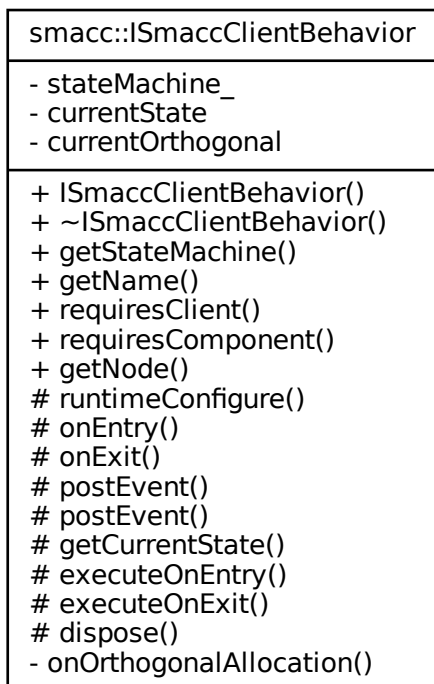 smacc::ISmaccClientBehavior
- stateMachine_
- currentState
- currentOrthogonal
+ ISmaccClientBehavior()
+ ~ISmaccClientBehavior()
+ getStateMachine()
+ getName()
+ requiresClient()
+ requiresComponent()
+ getNode()
# runtimeConfigure()
# onEntry()
# onExit()
# postEvent()
# postEvent()
# getCurrentState()
# executeOnEntry()
# executeOnExit()
# dispose()
- onOrthogonalAllocation()